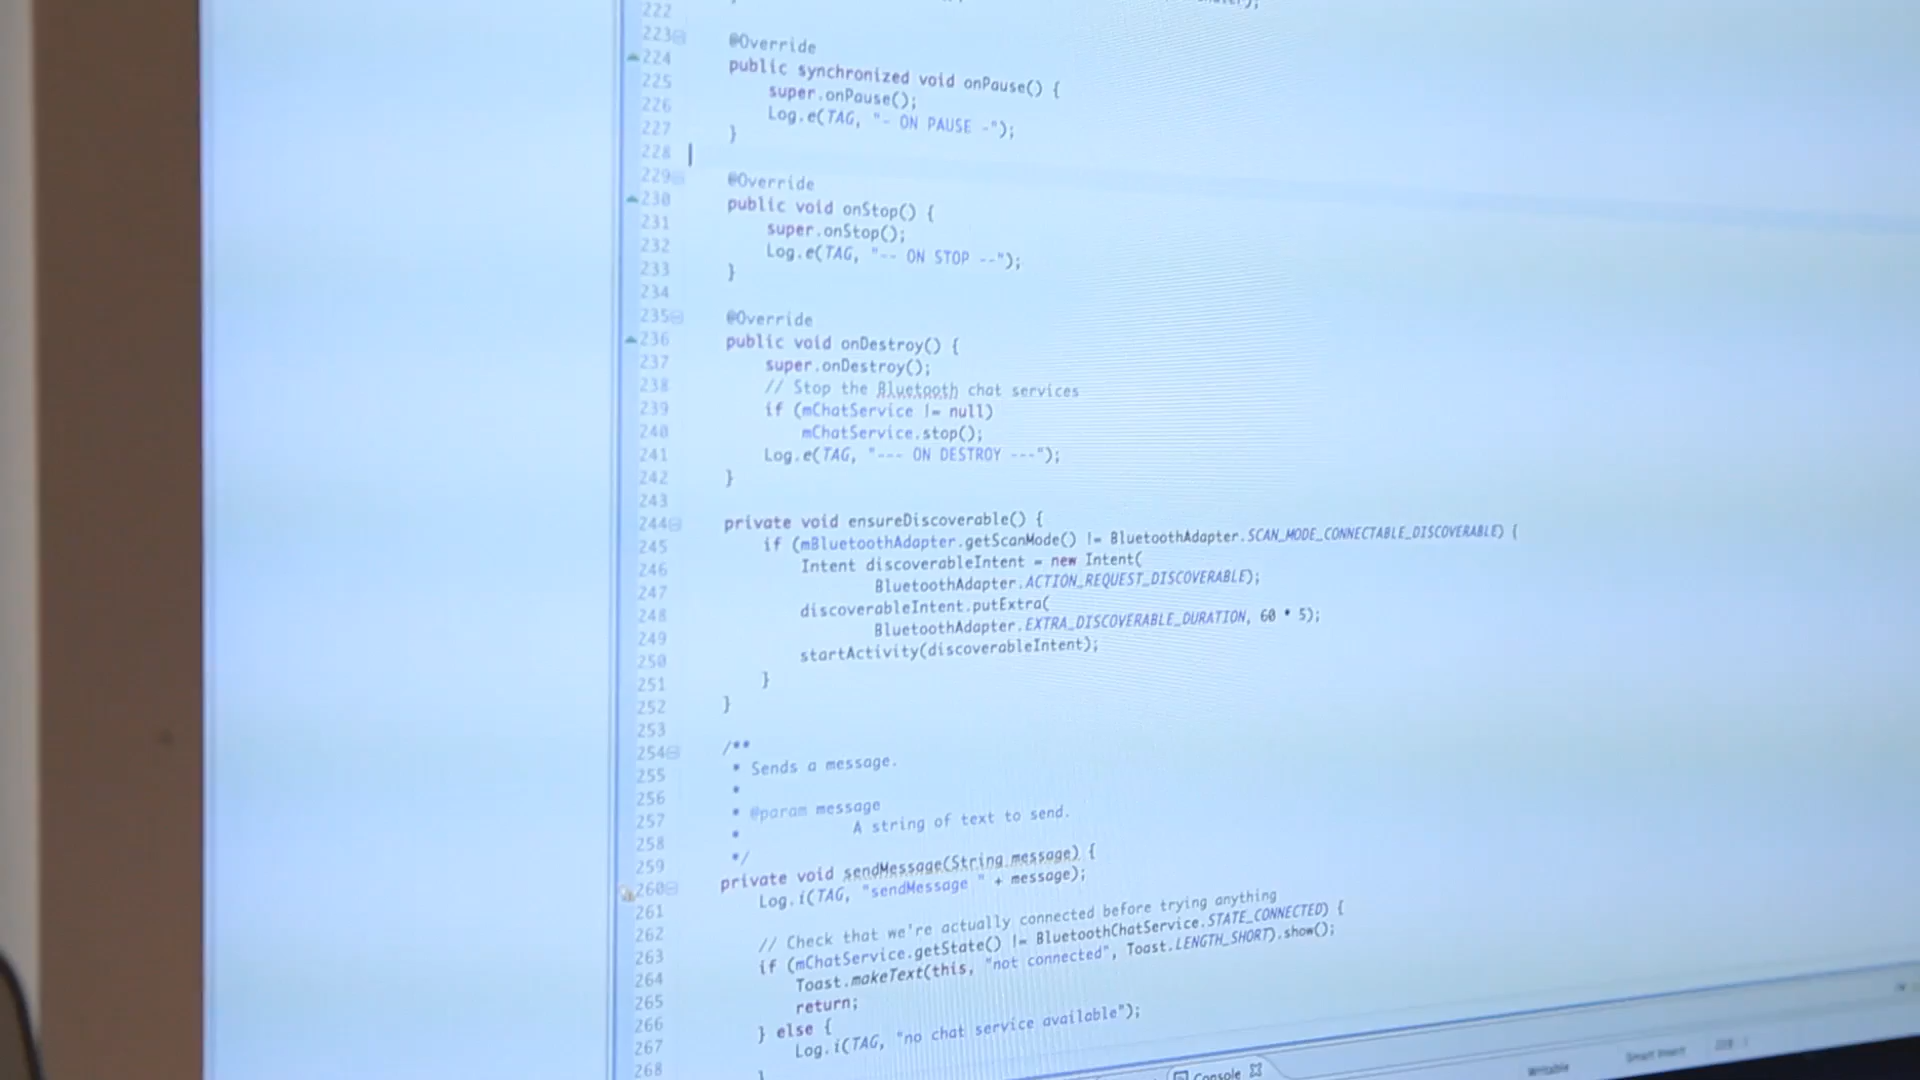 222
223 @Override
224 public synchronized void onPause() {
225 super.onPause();
226 Log.e(TAG, "- ON PAUSE -");
227 }
228
229 @Override
230 public void onStop() {
231 super.onStop();
232 Log.e(TAG, "-- ON STOP --");
233 }
234
235 @Override
236 public void onDestroy() {
237 super.onDestroy();
238 // Stop the Bluetooth chat services
239 if (mChatService != null)
240 mChatService.stop();
241 Log.e(TAG, "--- ON DESTROY ---");
242 }
243
244 private void ensureDiscoverable() {
245 if (mBluetoothAdapter.getScanMode() != BluetoothAdapter.SCAN_MODE_CONNECTABLE_DISCOVERABLE) {
246 Intent discoverableIntent = new Intent(
247 BluetoothAdapter.ACTION_REQUEST_DISCOVERABLE);
248 discoverableIntent.putExtra(
249 BluetoothAdapter.EXTRA_DISCOVERABLE_DURATION, 60 * 5);
250 startActivity(discoverableIntent);
251 }
252 }
253
254 /**
255 * Sends a message.
256 *
257 * @param message
258 * A string of text to send.
259 */
260 private void sendMessage(String message) {
261 Log.i(TAG, "sendMessage " + message);
262
263 // Check that we're actually connected before trying anything
264 if (mChatService.getState() != BluetoothChatService.STATE_CONNECTED) {
265 Toast.makeText(this, "not connected", Toast.LENGTH_SHORT).show();
266 return;
267 } else {
268 Log.i(TAG, "no chat service available");
}
Console
Writable Smart Insert